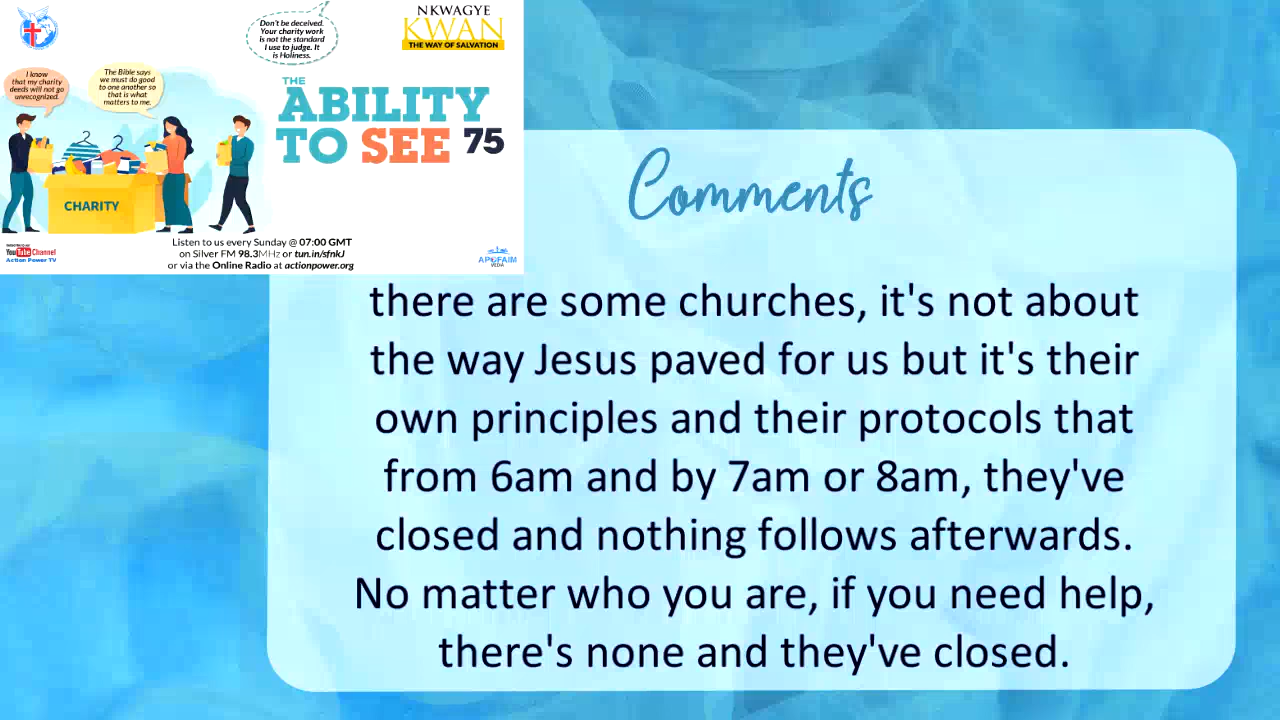 Don't be deceived.
Your charity work
is not the standard
I use to judge. It
is Holiness.
NKWAGYE
KWAN
THE WAY OF SALVATION
I know
that my charity
deeds will not go
unrecognized.
The Bible says
we must do good
to one another so
that is what
matters to me.
THE
ABILITY
TO SEE 75
CHARITY
YouTube Channel
Action Power TV
Listen to us every Sunday @ 07:00 GMT
on Silver FM 98.3MHz or tun.in/sfnkJ
or via the Online Radio at actionpower.org
APOFAIM
MEDIA
Comments
there are some churches, it's not about
the way Jesus paved for us but it's their
own principles and their protocols that
from 6am and by 7am or 8am, they've
closed and nothing follows afterwards.
No matter who you are, if you need help,
there's none and they've closed.